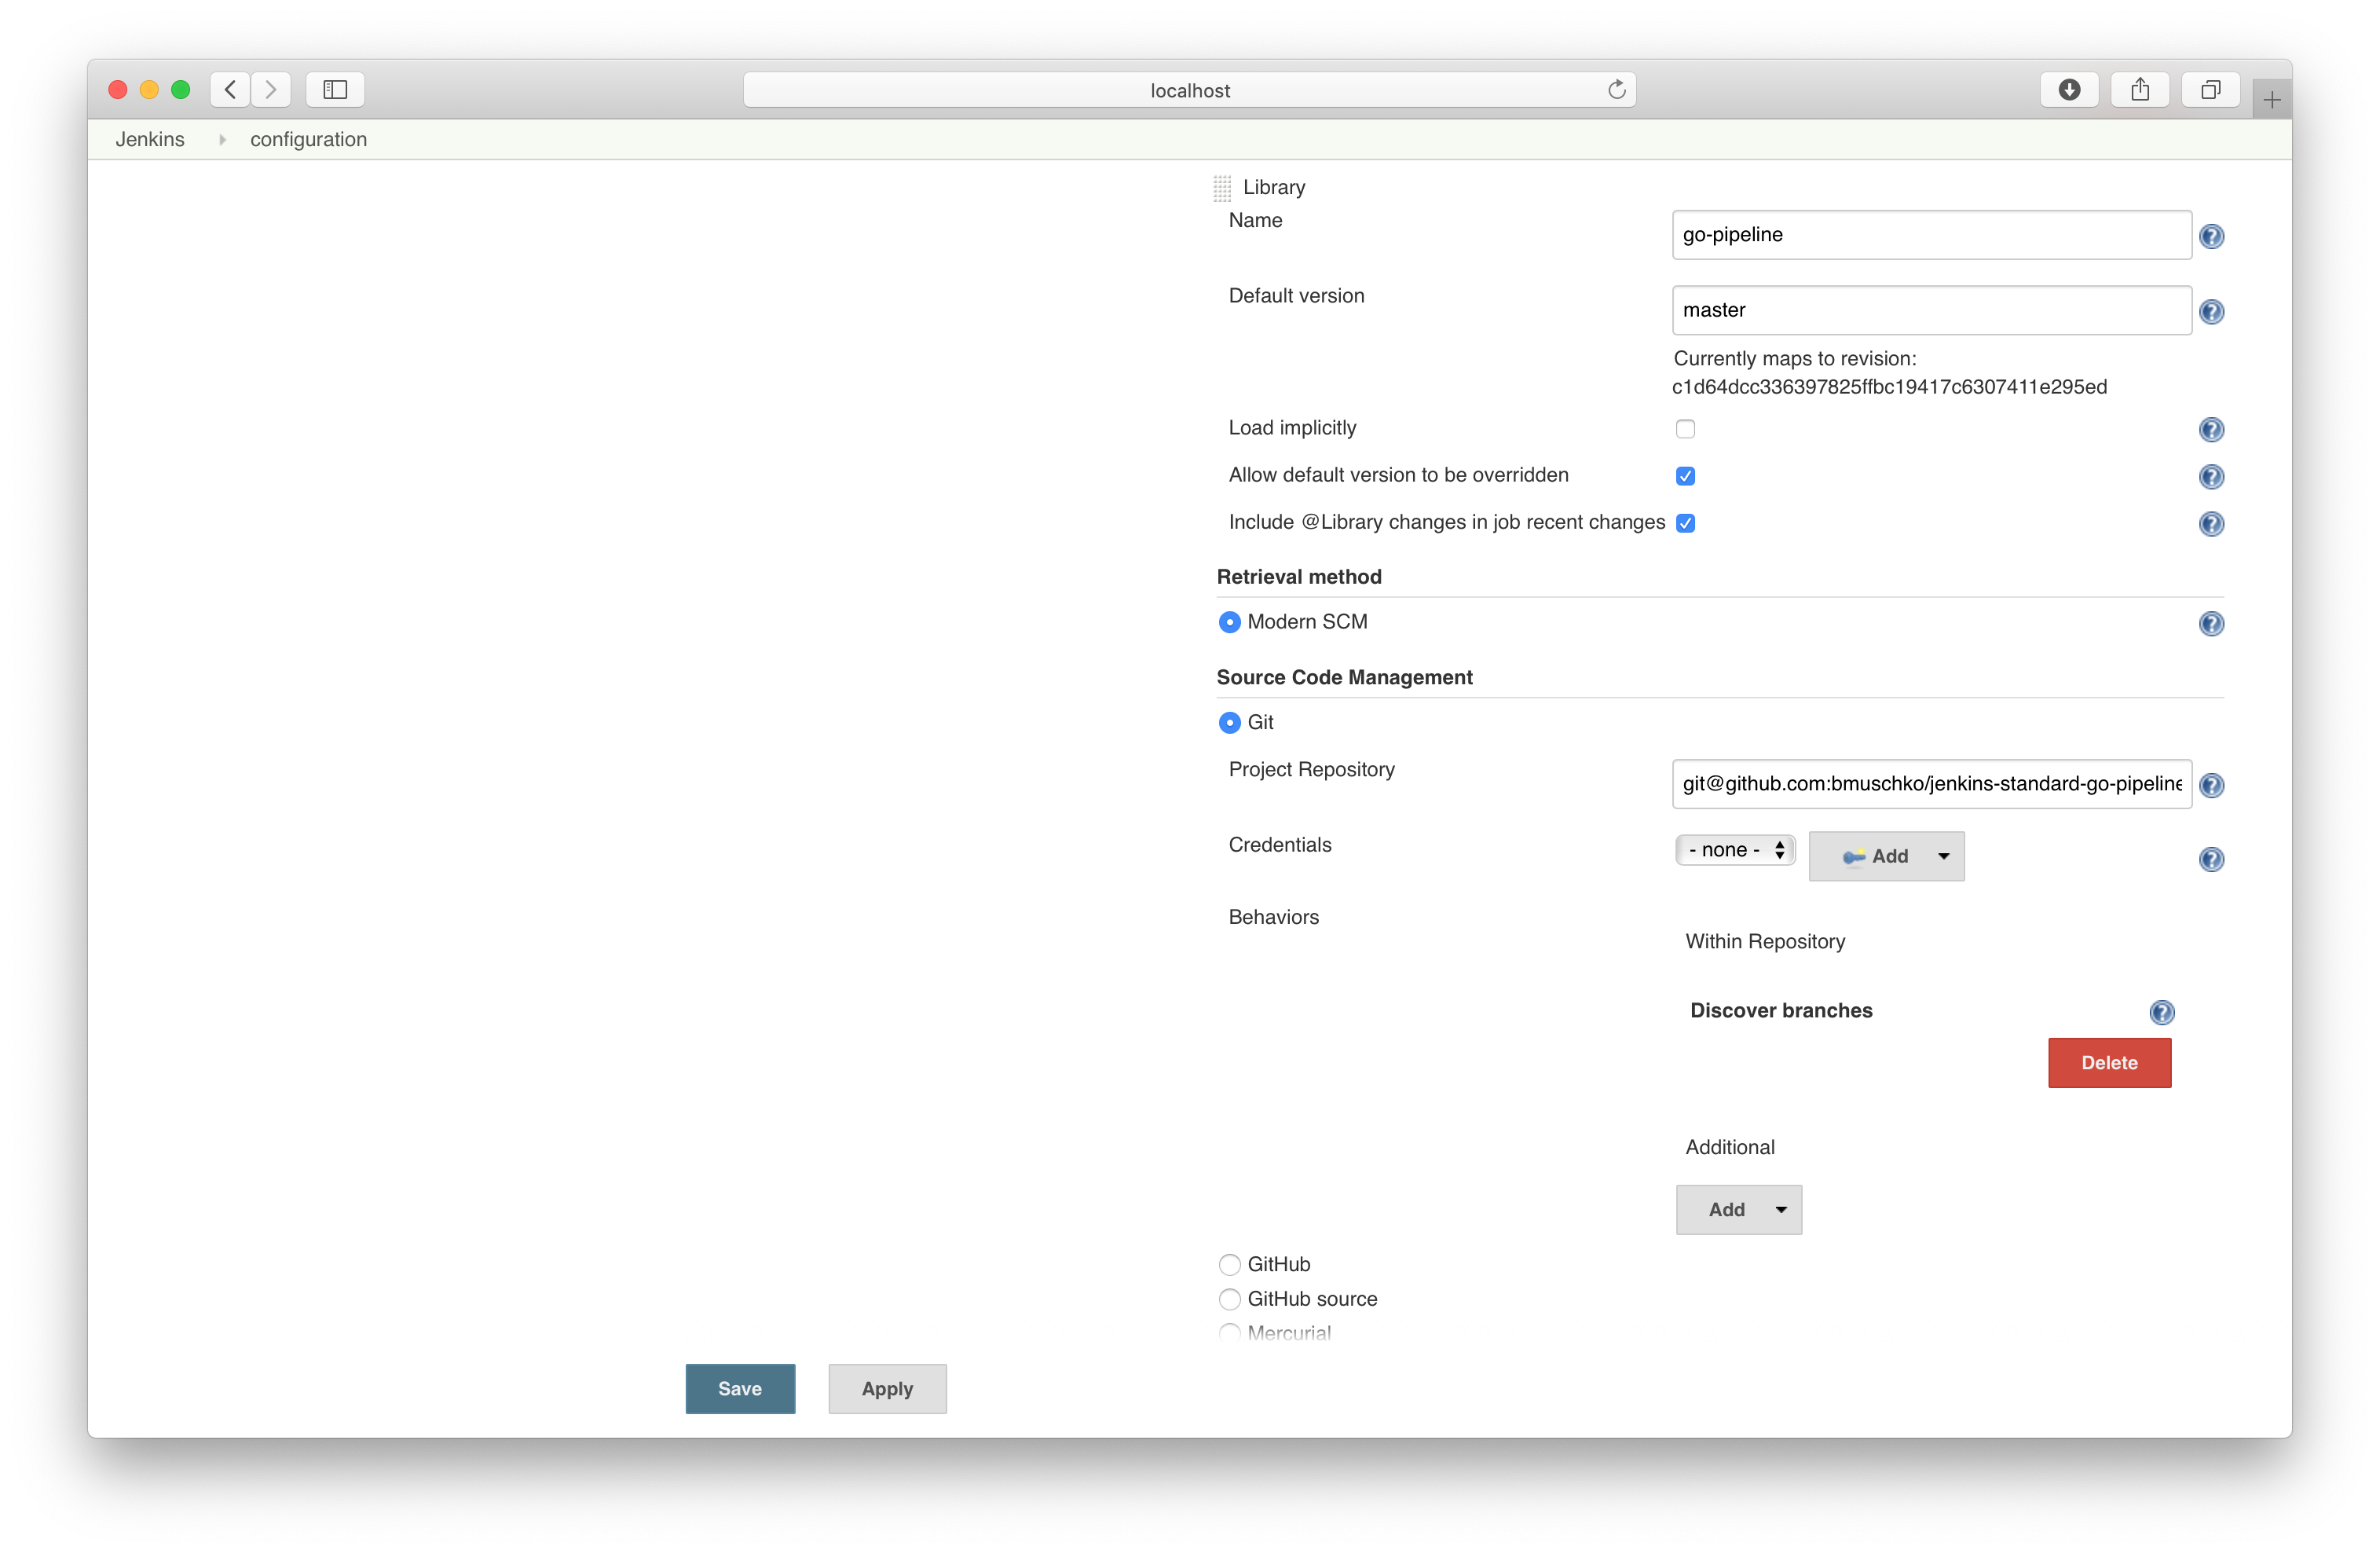 localhost
Jenkins configuration
Library
Name
go-pipeline
Default version
master
Currently maps to revision:
c1d64dcc336397825ffbc19417c6307411e295ed
Load implicitly
Allow default version to be overridden
Include @Library changes in job recent changes
Retrieval method
Modern SCM
Source Code Management
Git
Project Repository
git@github.com:bmuschko/jenkins-standard-go-pipeline
Credentials
- none -
Add
Behaviors
Within Repository
Discover branches
Delete
Additional
Add
GitHub
GitHub source
Mercurial
Save
Apply